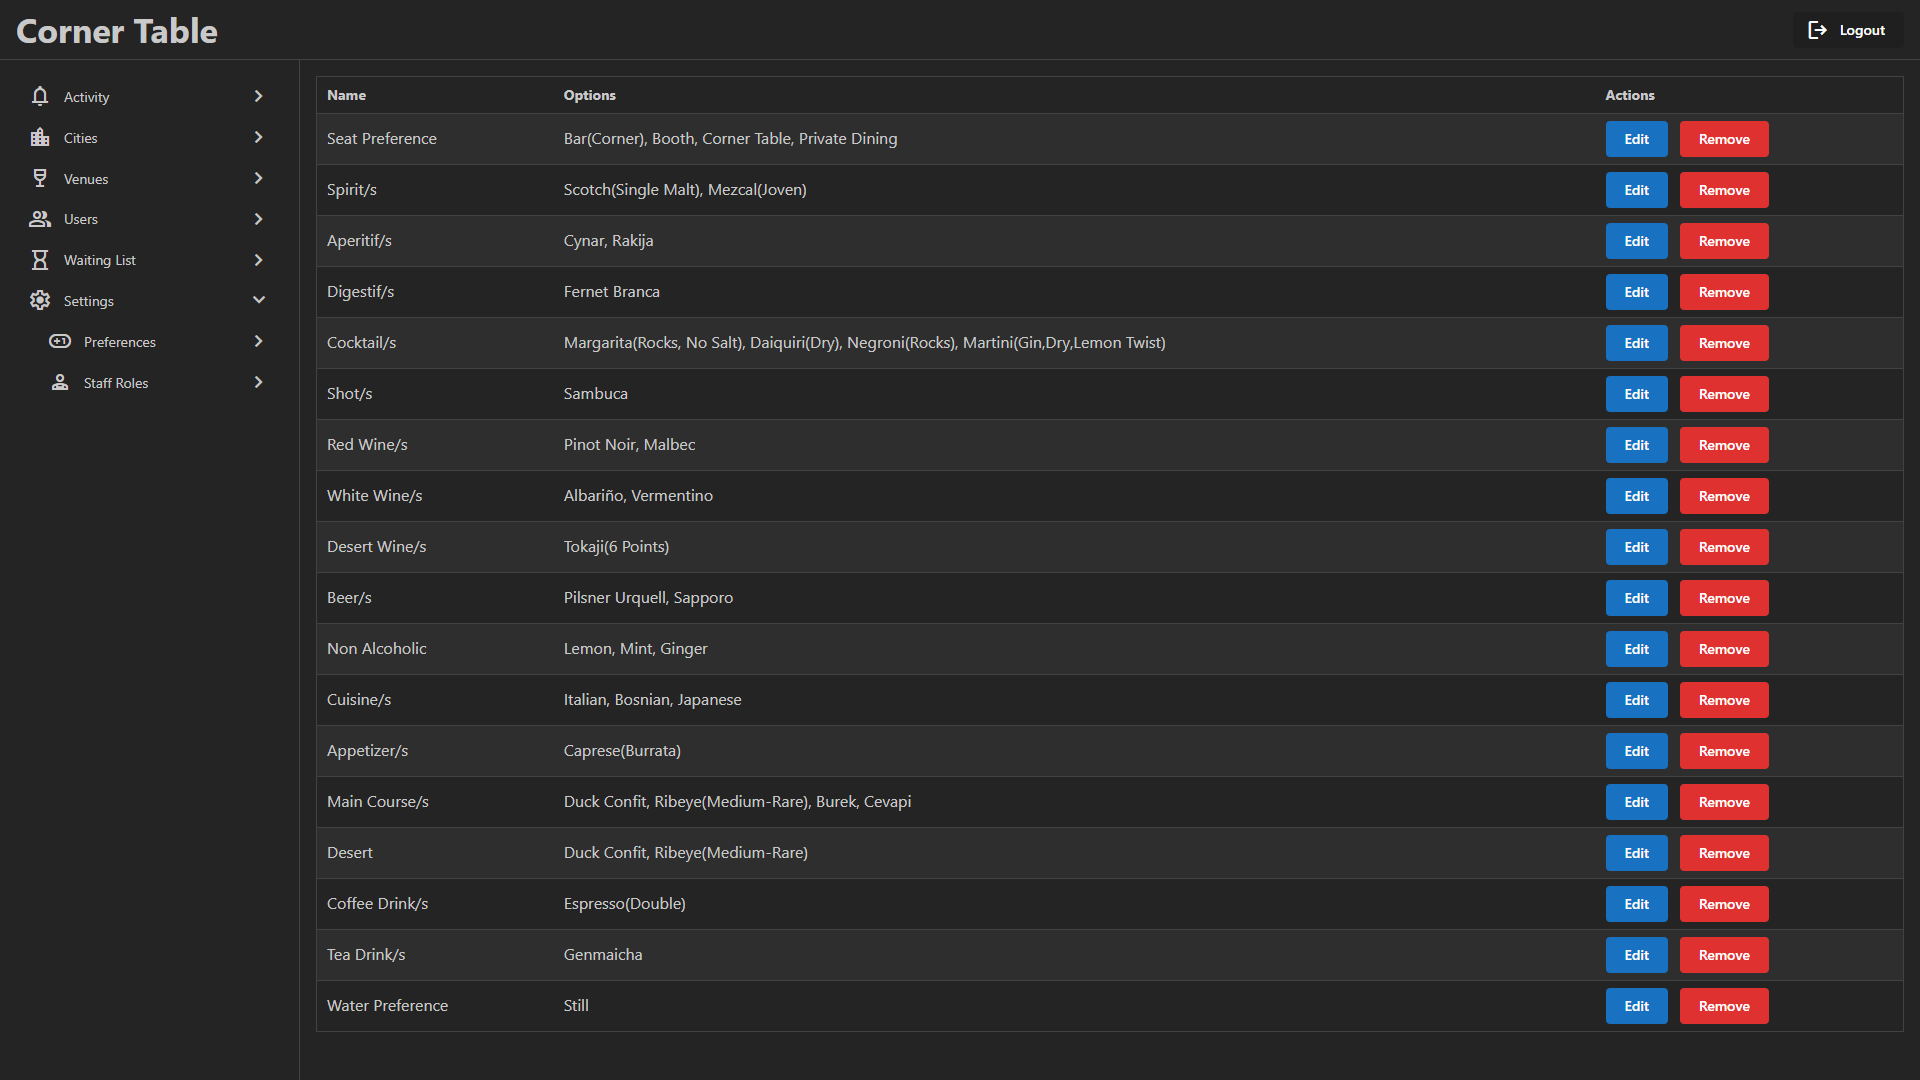 Corner Table
Logout
Activity
Cities
Venues
Users
Waiting List
Settings
+1 Preferences
Staff Roles
Name Options Actions
Seat Preference Bar(Corner), Booth, Corner Table, Private Dining Edit Remove
Spirit/s Scotch(Single Malt), Mezcal(Joven) Edit Remove
Aperitif/s Cynar, Rakija Edit Remove
Digestif/s Fernet Branca Edit Remove
Cocktail/s Margarita(Rocks, No Salt), Daiquiri(Dry), Negroni(Rocks), Martini(Gin,Dry,Lemon Twist) Edit Remove
Shot/s Sambuca Edit Remove
Red Wine/s Pinot Noir, Malbec Edit Remove
White Wine/s Albariño, Vermentino Edit Remove
Desert Wine/s Tokaji(6 Points) Edit Remove
Beer/s Pilsner Urquell, Sapporo Edit Remove
Non Alcoholic Lemon, Mint, Ginger Edit Remove
Cuisine/s Italian, Bosnian, Japanese Edit Remove
Appetizer/s Caprese(Burrata) Edit Remove
Main Course/s Duck Confit, Ribeye(Medium-Rare), Burek, Cevapi Edit Remove
Desert Duck Confit, Ribeye(Medium-Rare) Edit Remove
Coffee Drink/s Espresso(Double) Edit Remove
Tea Drink/s Genmaicha Edit Remove
Water Preference Still Edit Remove